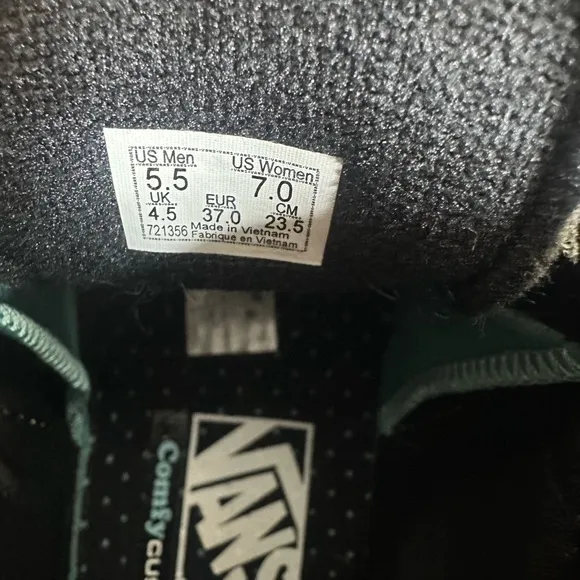 US Men US Women
5.5 7.0
UK EUR CM
4.5 37.0 23.5
721356 Made in Vietnam
Fabrique en Vietnam
VANS
Comfy